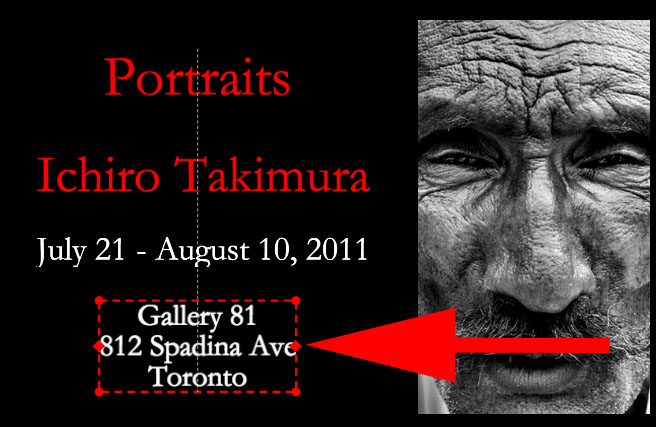 Portraits
Ichiro Takimura
July 21 - August 10, 2011
Gallery 81
812 Spadina Ave
Toronto